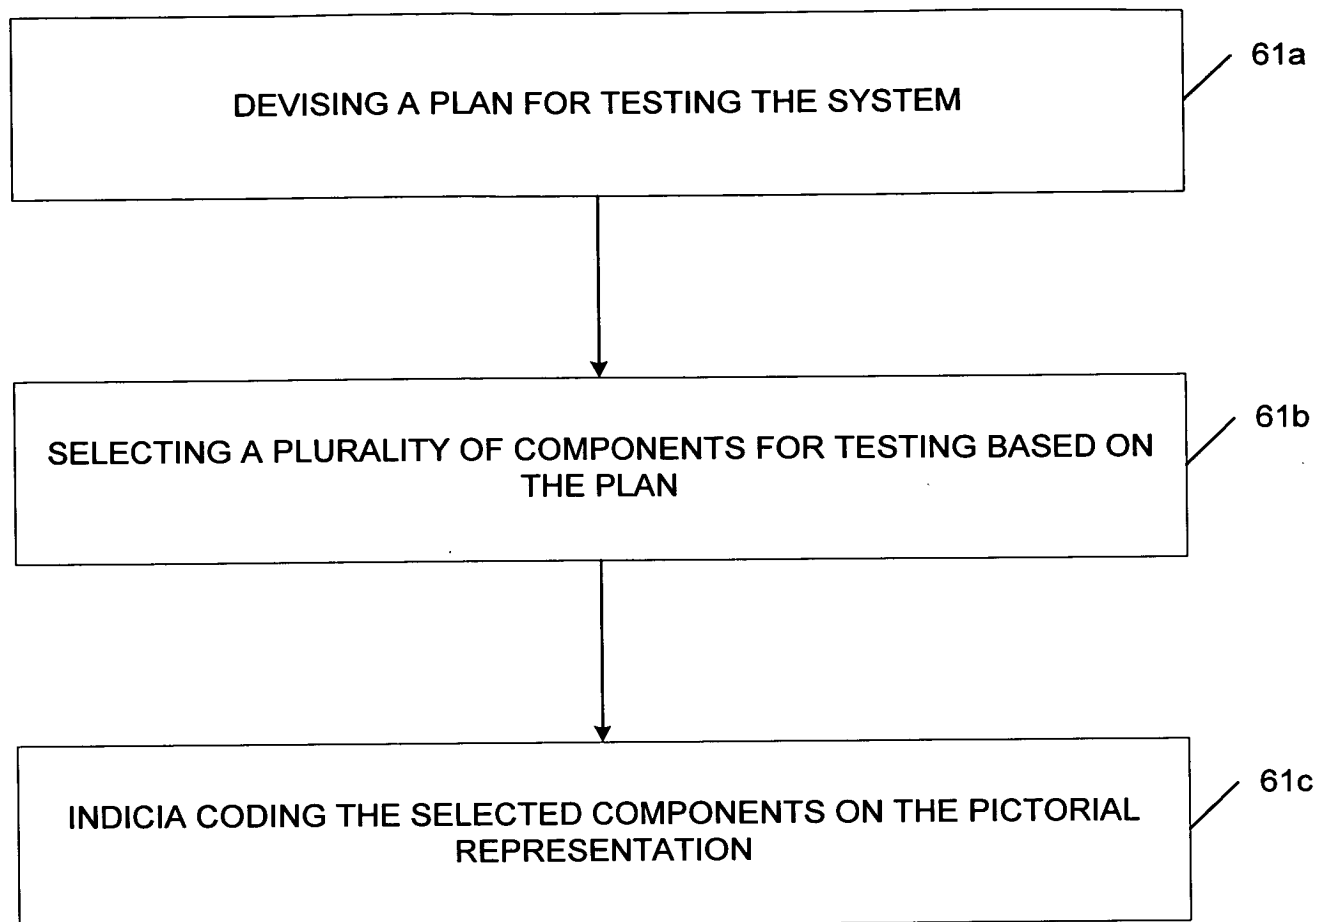 61a
DEVISING A PLAN FOR TESTING THE SYSTEM
61b
SELECTING A PLURALITY OF COMPONENTS FOR TESTING BASED ON
THE PLAN
61c
INDICIA CODING THE SELECTED COMPONENTS ON THE PICTORIAL
REPRESENTATION